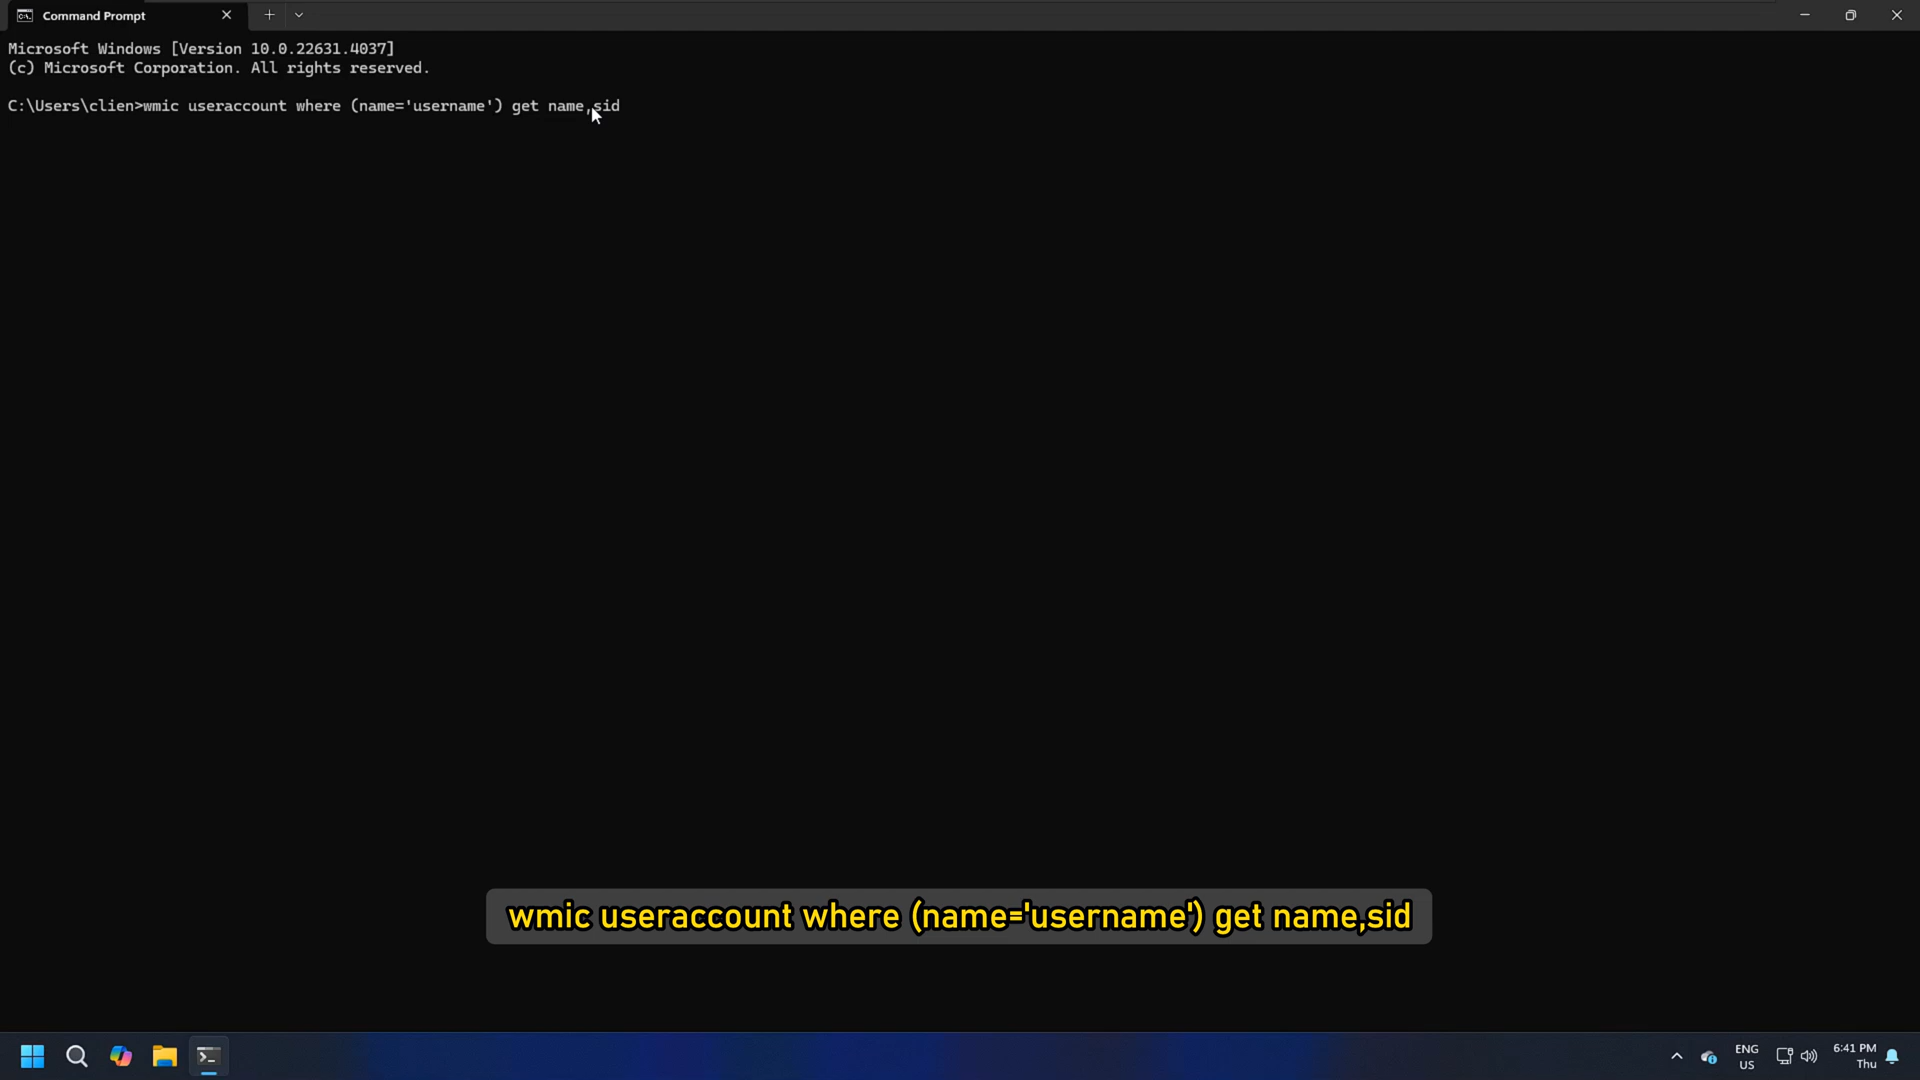 Command Prompt
Microsoft Windows [Version 10.0.22631.4037]
(c) Microsoft Corporation. All rights reserved.
C:\Users\clien>wmic useraccount where (name='username') get name,sid
wmic useraccount where (name='username') get name,sid
ENG
US
6:41 PM
Thu